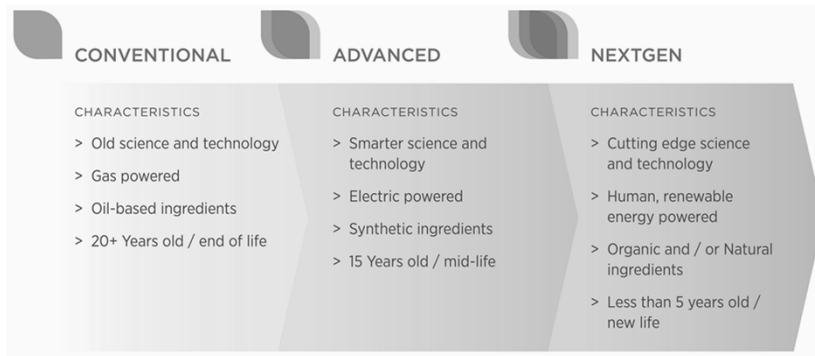 CONVENTIONAL
CHARACTERISTICS
> Old science and technology
> Gas powered
> Oil-based ingredients
> 20+ Years old / end of life
ADVANCED
CHARACTERISTICS
> Smarter science and
technology
> Electric powered
> Synthetic ingredients
> 15 Years old / mid-life
NEXTGEN
CHARACTERISTICS
> Cutting edge science
and technology
> Human, renewable
energy powered
> Organic and / or Natural
ingredients
> Less than 5 years old /
new life